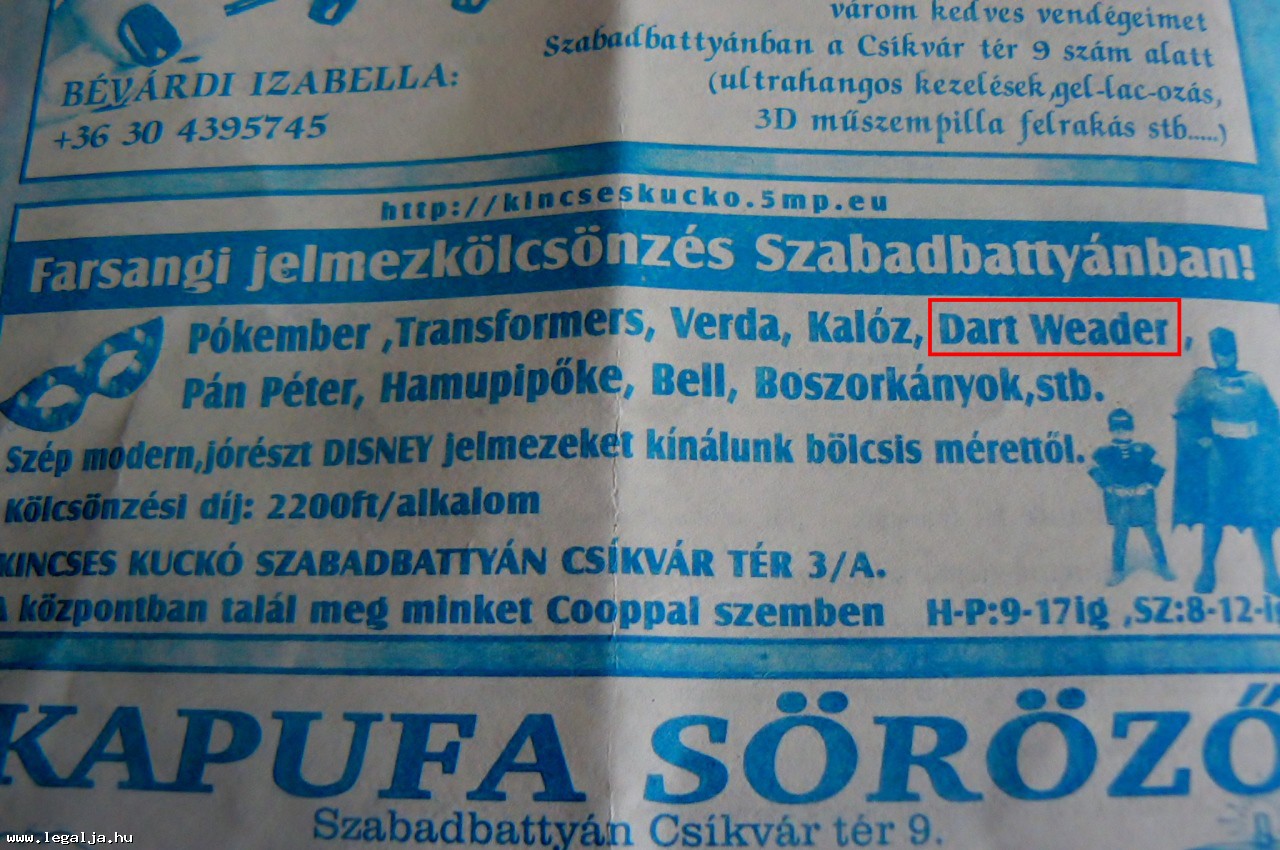 várom kedves vendégeimet
Szabadbattyánban a Csíkvár tér 9 szám alatt
(ultrahangos kezelések,gel-lac-ozás,
3D műszempilla felrakás stb.....)
BÉVÁRDI IZABELLA:
+36 30 4395745
http://kincseskucko.5mp.eu
Farsangi jelmezkölcsönzés Szabadbattyánban!
Pókember ,Transformers, Verda, Kalóz, Dart Weader ,
Pán Péter, Hamupipőke, Bell, Boszorkányok,stb.
Szép modern,jórészt DISNEY jelmezeket kínálunk bölcsis mérettől.
Kölcsönzési díj: 2200ft/alkalom
KINCSES KUCKÓ SZABADBATTYÁN CSÍKVÁR TÉR 3/A.
A központban talál meg minket Cooppal szemben H-P:9-17ig ,SZ:8-12-ig
KAPUFA SÖRÖZŐ
Szabadbattyán Csíkvár tér 9.
www.legalja.hu